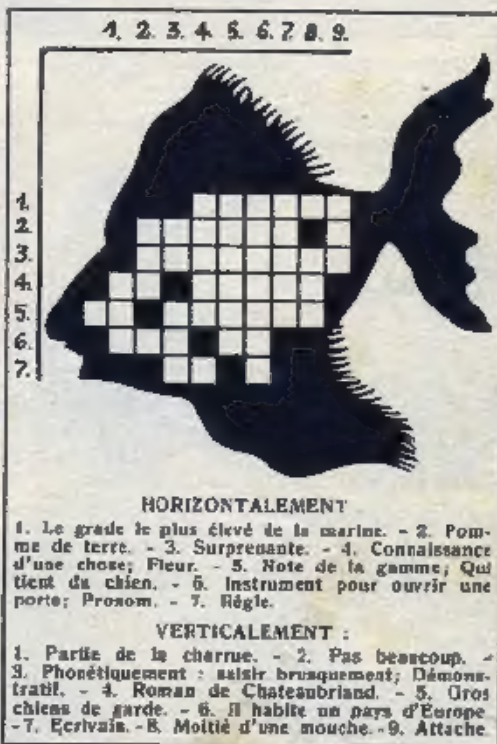 1. 2. 3. 4. 5. 6. 7. 8. 9.
1.
2.
3.
4.
5.
6.
7.
HORIZONTALEMENT
1. Le grade le plus élevé de la marine. - 2. Pom-
me de terre. - 3. Surprenante. - 4. Connaissance
d'une chose; Fleur. - 5. Note de la gamme; Qui
tient du chien. - 6. Instrument pour ouvrir une
porte; Pronom. - 7. Règle.
VERTICALEMENT :
1. Partie de la charrue. - 2. Pas beaucoup. -
3. Phonétiquement : saisir brusquement; Démons-
tratif. - 4. Roman de Chateaubriand. - 5. Gros
chiens de garde. - 6. Il habite un pays d'Europe
- 7. Ecrivain. - 8. Moitié d'une mouche. - 9. Attache